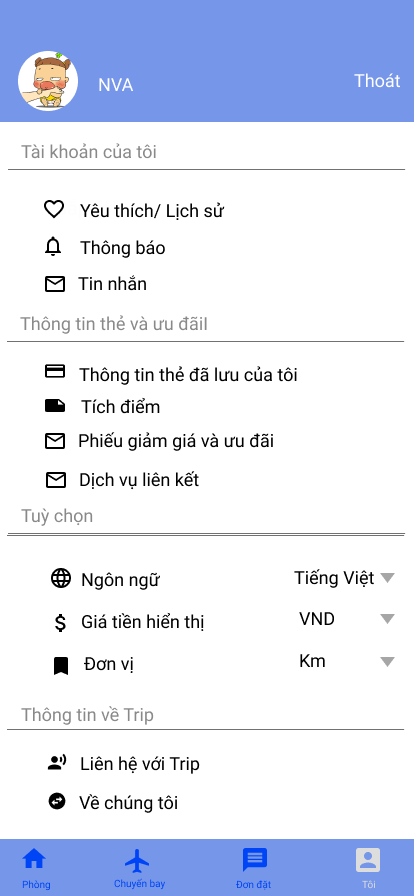 NVA
Thoát
Tài khoản của tôi
Yêu thích/ Lịch sử
Thông báo
Tin nhắn
Thông tin thẻ và ưu đãiI
Thông tin thẻ đã lưu của tôi
Tích điểm
Phiếu giảm giá và ưu đãi
Dịch vụ liên kết
Tuỳ chọn
Ngôn ngữ Tiếng Việt
Giá tiền hiển thị VND
Đơn vị Km
Thông tin về Trip
Liên hệ với Trip
Về chúng tôi
Phòng Chuyến bay Đơn đặt Tôi